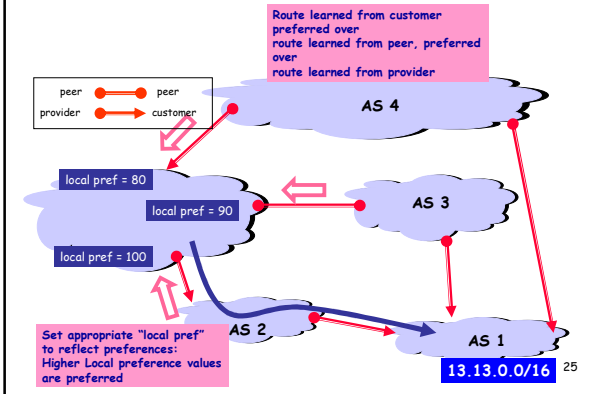 Route learned from customer
preferred over
route learned from peer, preferred
over
route learned from provider
peer peer
provider customer
AS 4
local pref = 80
local pref = 90
AS 3
local pref = 100
AS 2
AS 1
Set appropriate "local pref"
to reflect preferences:
Higher Local preference values
are preferred
13.13.0.0/16
25